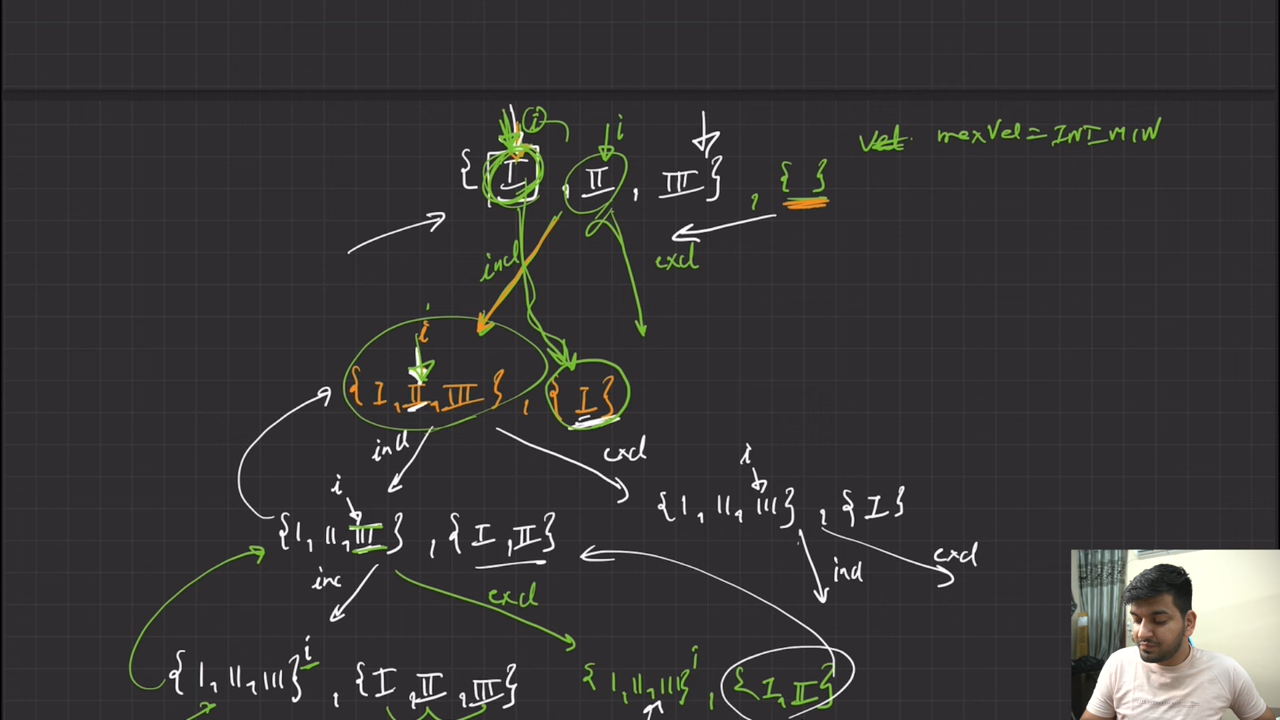 i i
vet maxVal = INT_MIN
{ I , II , III } , { }
incl excl
i
{ I, II, III } , { I }
incl excl
i i
{ I, II, III } , { I }
{ I, II, III } , { I, II }
inc excl incl excl
i i
{ I, II, III } , { I, II, III } { I, II, III } , { I, II }